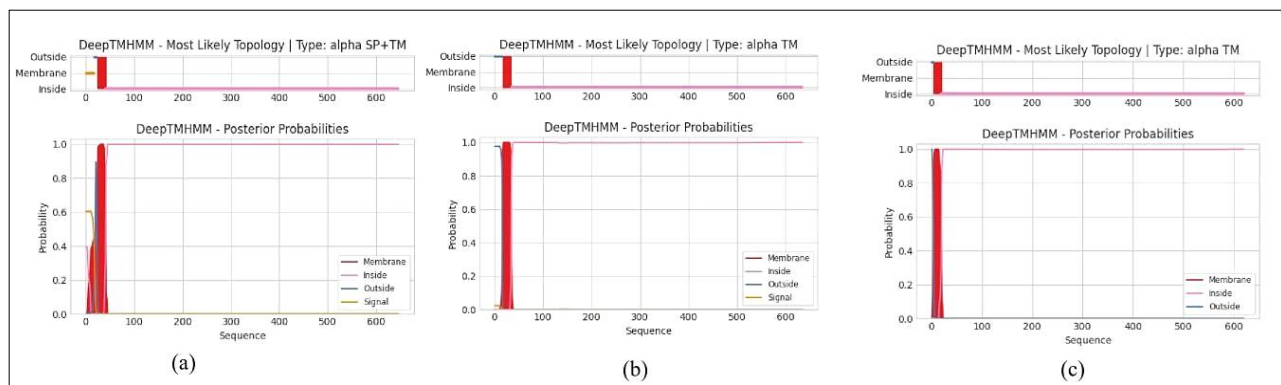 DeepTMHMM - Most Likely Topology | Type: alpha SP+TM
Outside
Membrane
Inside
0 100 200 300 400 500 600
DeepTMHMM - Posterior Probabilities
1.0
0.8
0.6
0.4
0.2
0.0
Probability
Membrane
Inside
Outside
Signal
0 100 200 300 400 500 600
Sequence
(a)
DeepTMHMM - Most Likely Topology | Type: alpha TM
Outside
Membrane
Inside
0 100 200 300 400 500 600
DeepTMHMM - Posterior Probabilities
1.0
0.8
0.6
0.4
0.2
0.0
Probability
Membrane
Inside
Outside
Signal
0 100 200 300 400 500 600
Sequence
(b)
DeepTMHMM - Most Likely Topology | Type: alpha TM
Outside
Membrane
Inside
0 100 200 300 400 500 600
DeepTMHMM - Posterior Probabilities
1.0
0.8
0.6
0.4
0.2
0.0
Probability
Membrane
Inside
Outside
0 100 200 300 400 500 600
Sequence
(c)